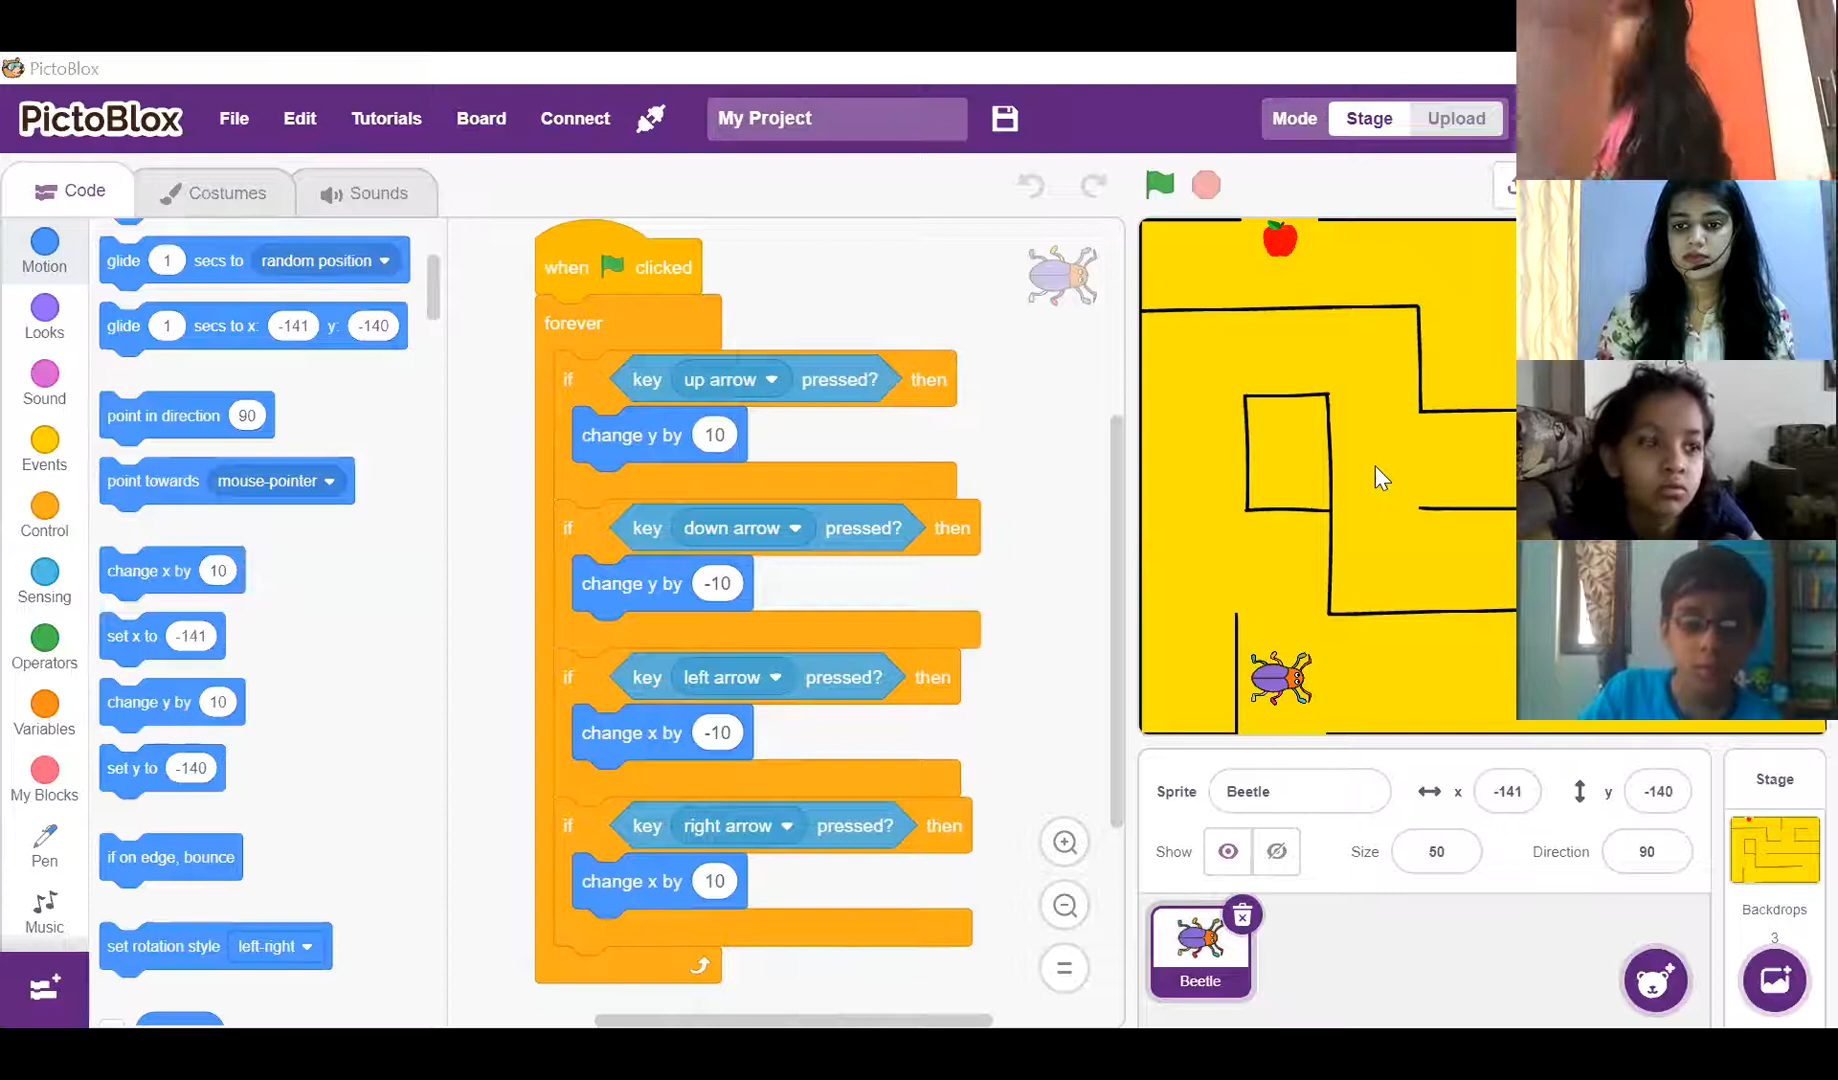 PictoBlox
PictoBlox File Edit Tutorials Board Connect My Project Mode Stage Upload
Code Costumes Sounds
Motion
Looks
Sound
Events
Control
Sensing
Operators
Variables
My Blocks
Pen
Music
glide 1 secs to random position
glide 1 secs to x: -141 y: -140
point in direction 90
point towards mouse-pointer
change x by 10
set x to -141
change y by 10
set y to -140
if on edge, bounce
set rotation style left-right
when clicked
forever
if key up arrow pressed? then
change y by 10
if key down arrow pressed? then
change y by -10
if key left arrow pressed? then
change x by -10
if key right arrow pressed? then
change x by 10
Sprite Beetle x -141 y -140
Show Size 50 Direction 90
Beetle
Stage
Backdrops
3